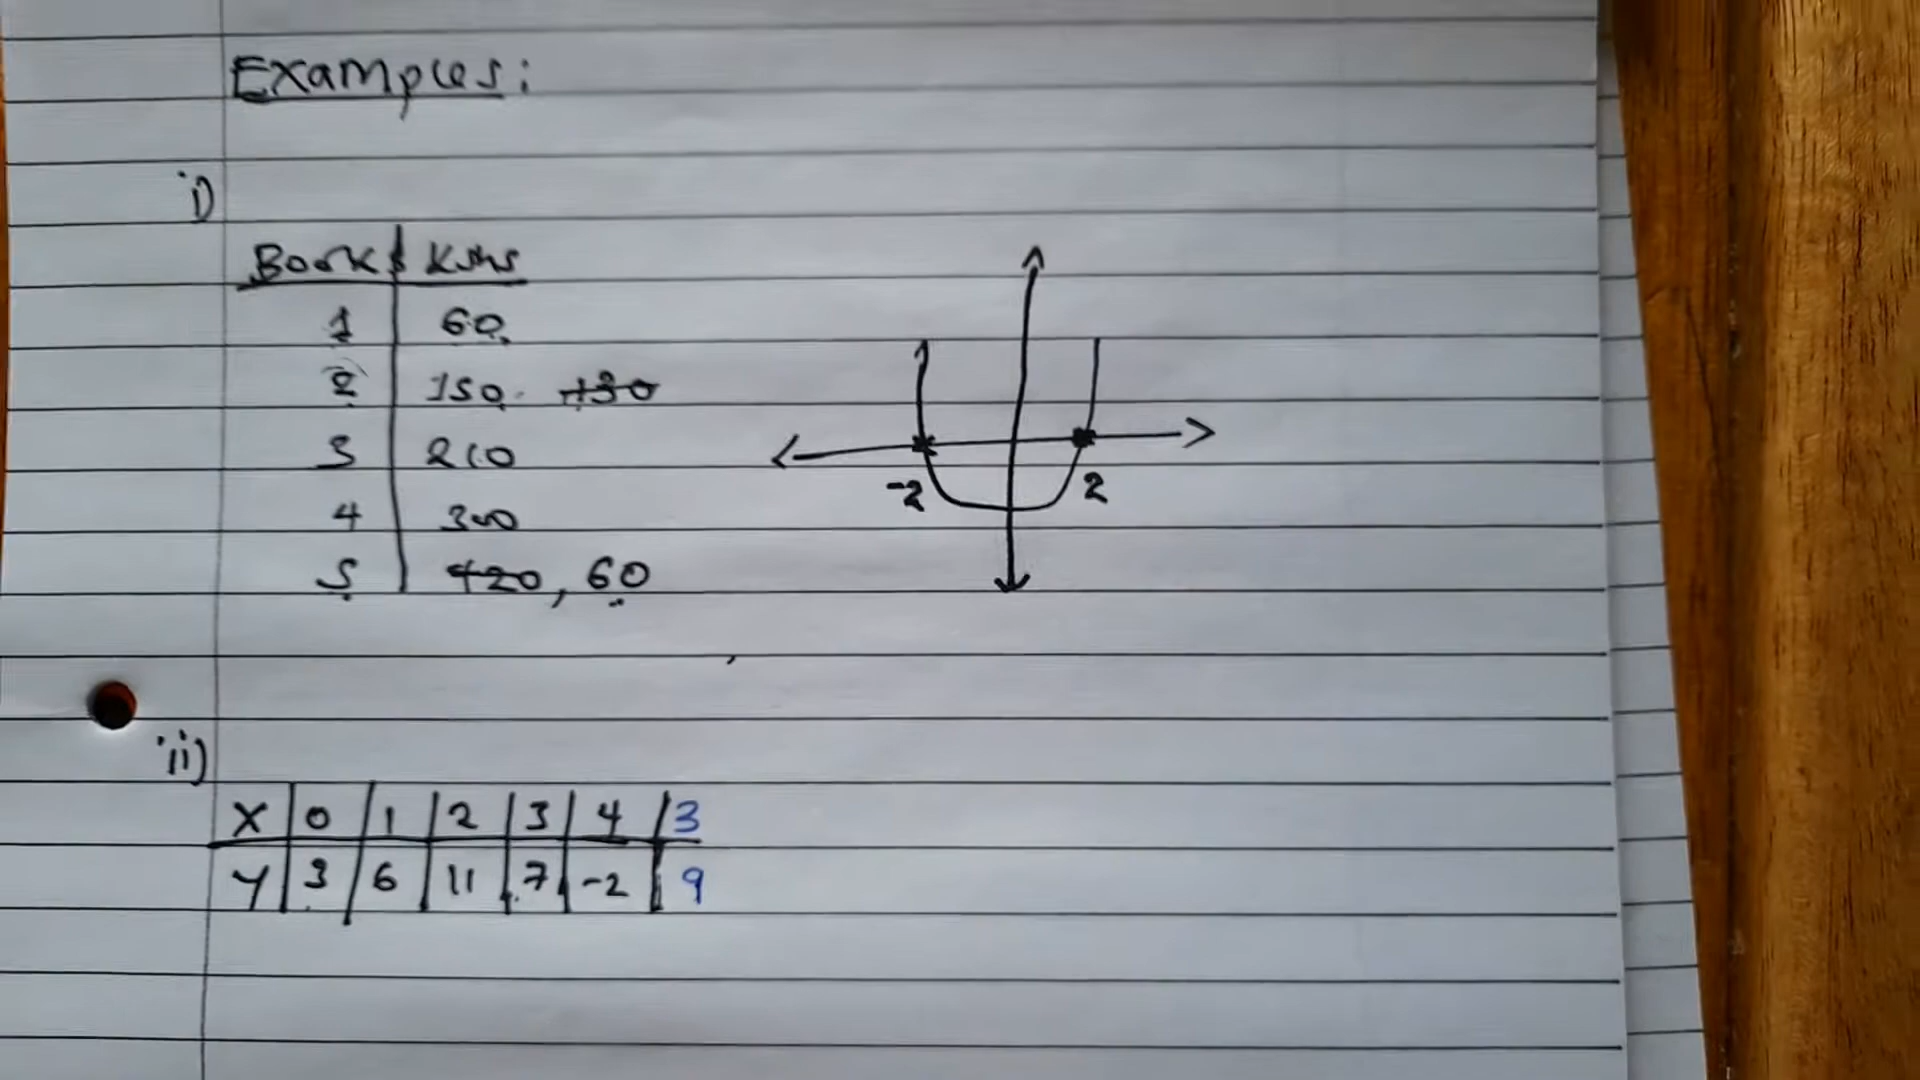 Examples:
i)
Books Kshs
1 60
2 150 130
3 210
4 300
5 420, 60
-2 2
ii)
X 0 1 2 3 4 3
Y 3 6 11 7 -2 9